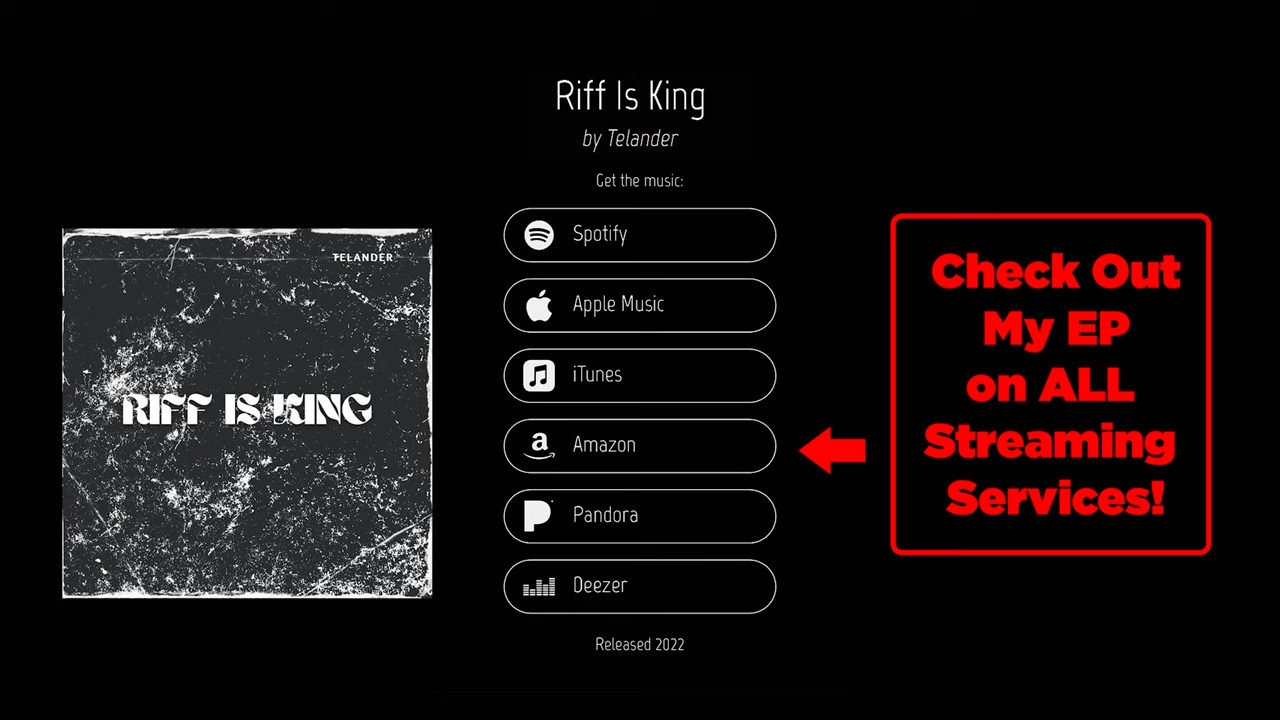 Riff Is King
by Telander
Get the music:
TELANDER
RIFF IS KING
Spotify
Apple Music
iTunes
Amazon
Pandora
Deezer
Released 2022
Check Out
My EP
on ALL
Streaming
Services!